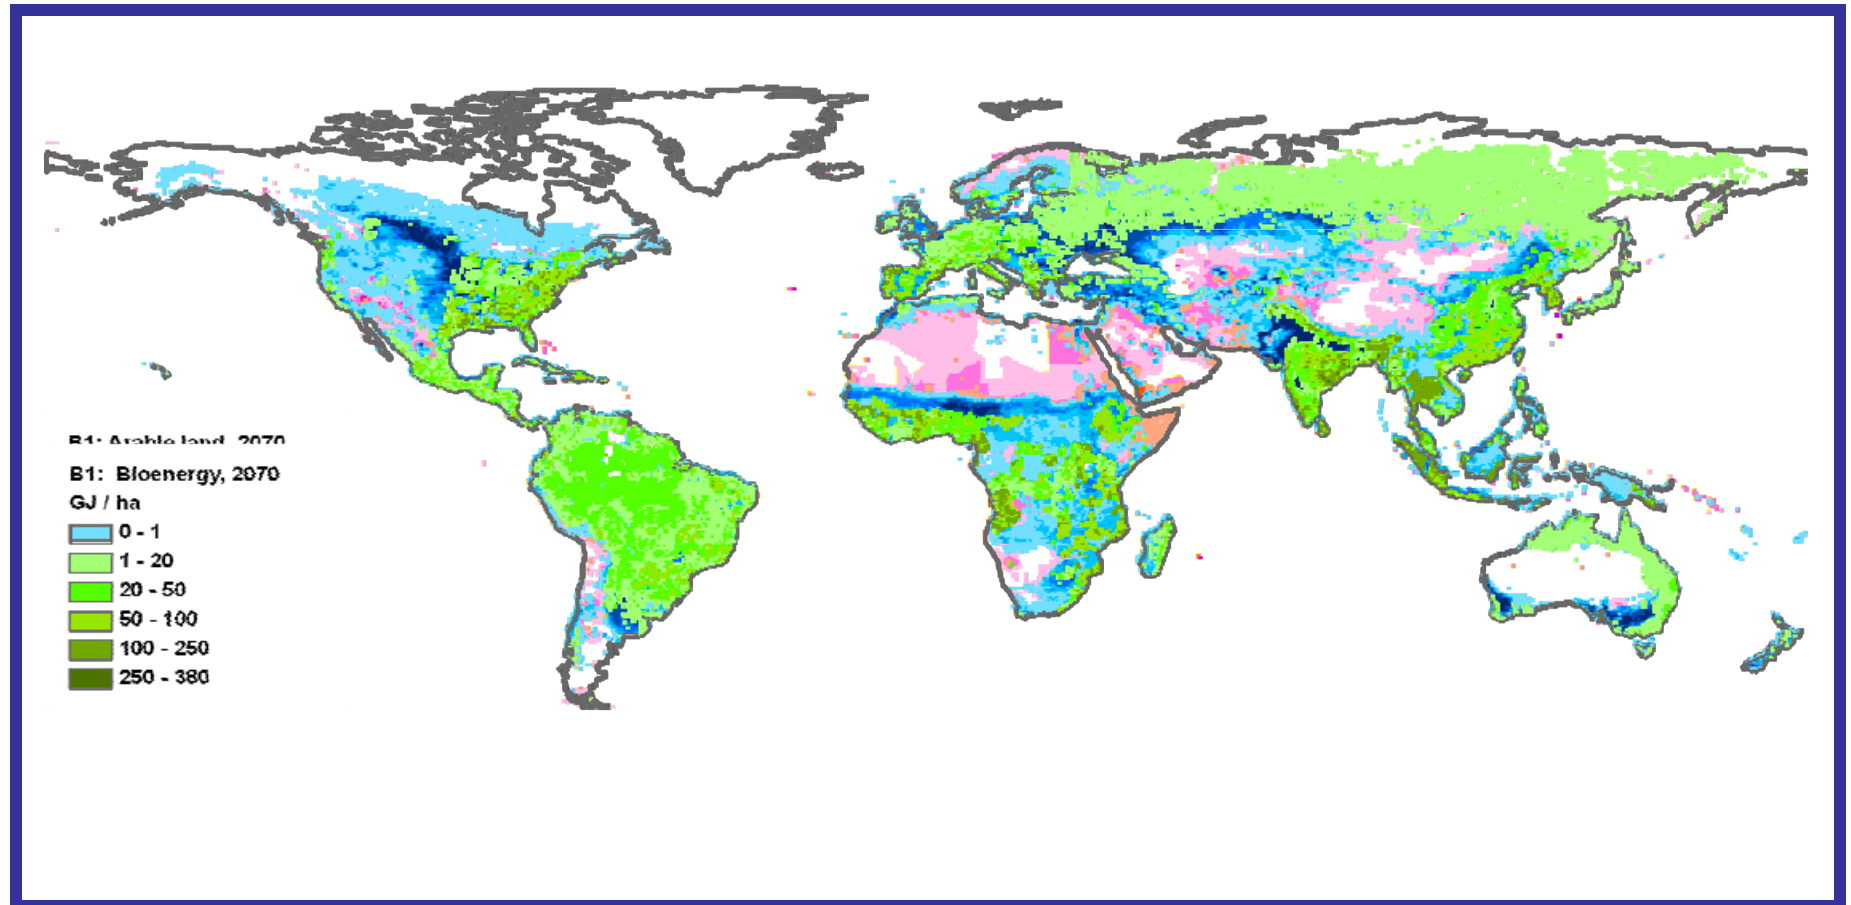 B1: Arable land, 2070
B1: Bioenergy, 2070
GJ / ha
0 - 1
1 - 20
20 - 50
50 - 100
100 - 250
250 - 380